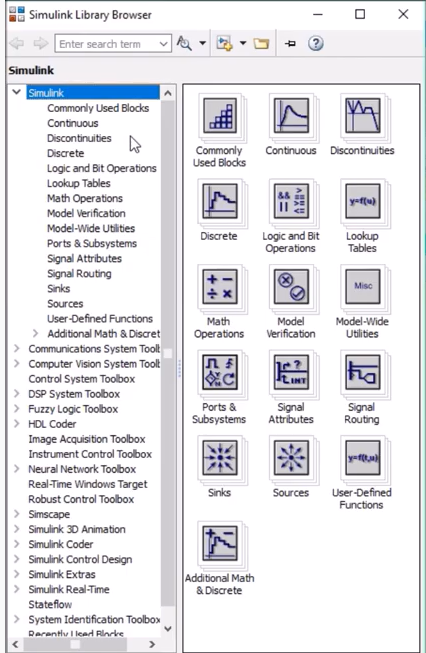 Simulink Library Browser
Enter search term
Simulink
Simulink
Commonly Used Blocks
Continuous
Discontinuities
Discrete
Logic and Bit Operations
Lookup Tables
Math Operations
Model Verification
Model-Wide Utilities
Ports & Subsystems
Signal Attributes
Signal Routing
Sinks
Sources
User-Defined Functions
Additional Math & Discret
Communications System Toolb
Computer Vision System Toolb
Control System Toolbox
DSP System Toolbox
Fuzzy Logic Toolbox
HDL Coder
Image Acquisition Toolbox
Instrument Control Toolbox
Neural Network Toolbox
Real-Time Windows Target
Robust Control Toolbox
Simscape
Simulink 3D Animation
Simulink Coder
Simulink Control Design
Simulink Extras
Simulink Real-Time
Stateflow
System Identification Toolbox
Recently Used Blocks
Commonly
Used Blocks
Continuous
Discontinuities
&& >=
|| <=
y=f(u)
Discrete
Logic and Bit
Operations
Lookup
Tables
+ −
÷ ×
Misc
Math
Operations
Model
Verification
Model-Wide
Utilities
?
INT
Ports &
Subsystems
Signal
Attributes
Signal
Routing
y=f(t,u)
Sinks
Sources
User-Defined
Functions
Additional Math
& Discrete